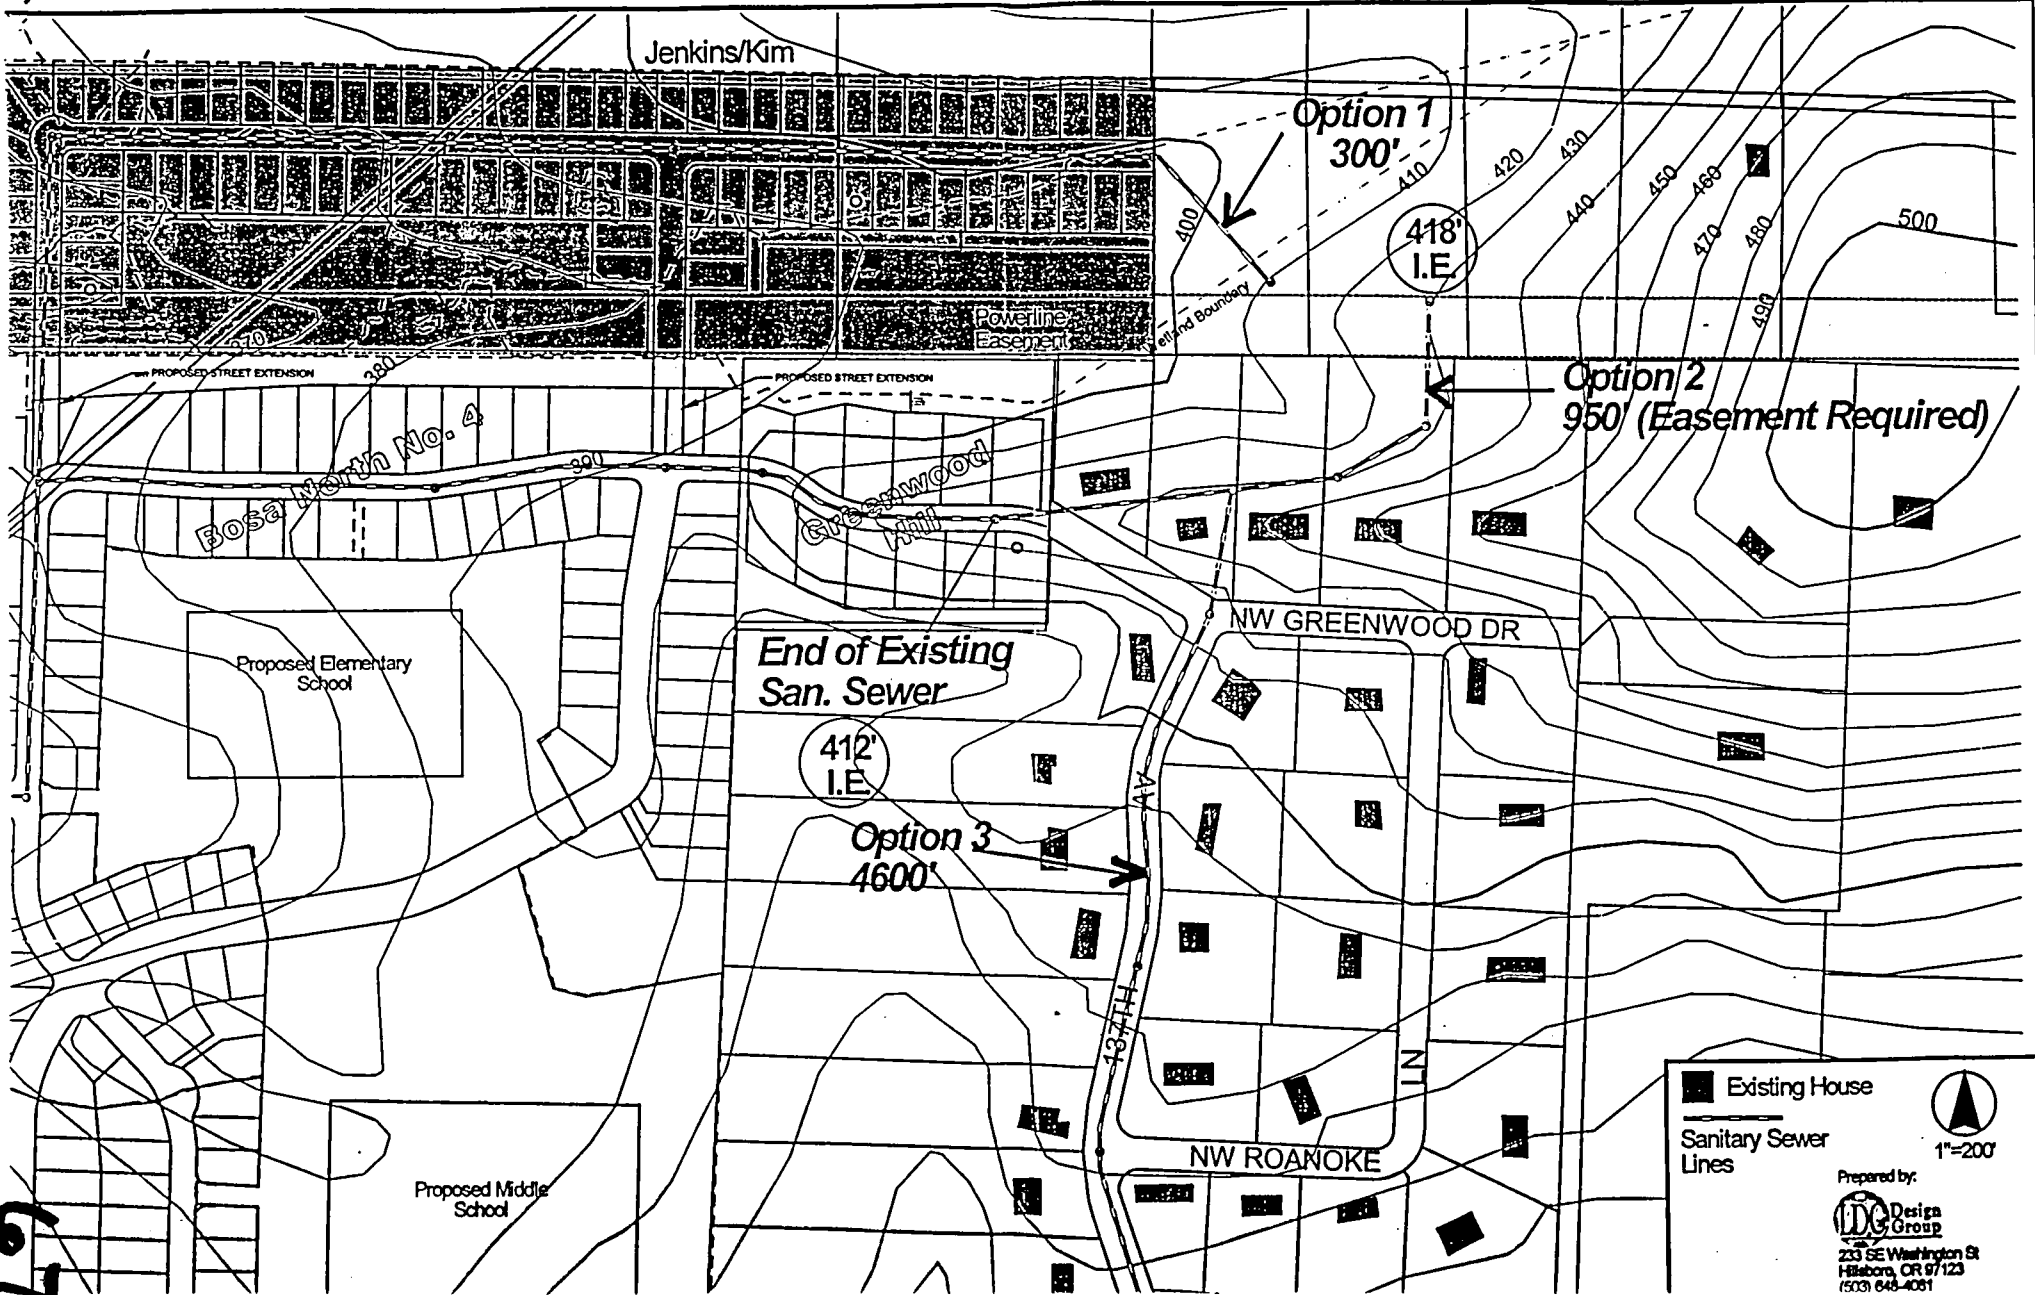 Jenkins/Kim
Option 1
300'
410
420
430
440
450
460
470
480
490
500
400
418'
I.E.
Powerline
Easement
Wetland Boundary
370
380
PROPOSED STREET EXTENSION
PROPOSED STREET EXTENSION
Option 2
950' (Easement Required)
Bosa North No. 4
390
Greenwood
Hill
NW GREENWOOD DR
Proposed Elementary
School
End of Existing
San. Sewer
412'
I.E.
Option 3
4600'
137TH
AV
NW ROANOKE
Proposed Middle
School
Existing House
Sanitary Sewer
Lines
1"=200'
Prepared by:
LDC Design
Group
233 SE Washington St
Hillsboro, OR 97123
(503) 648-4061